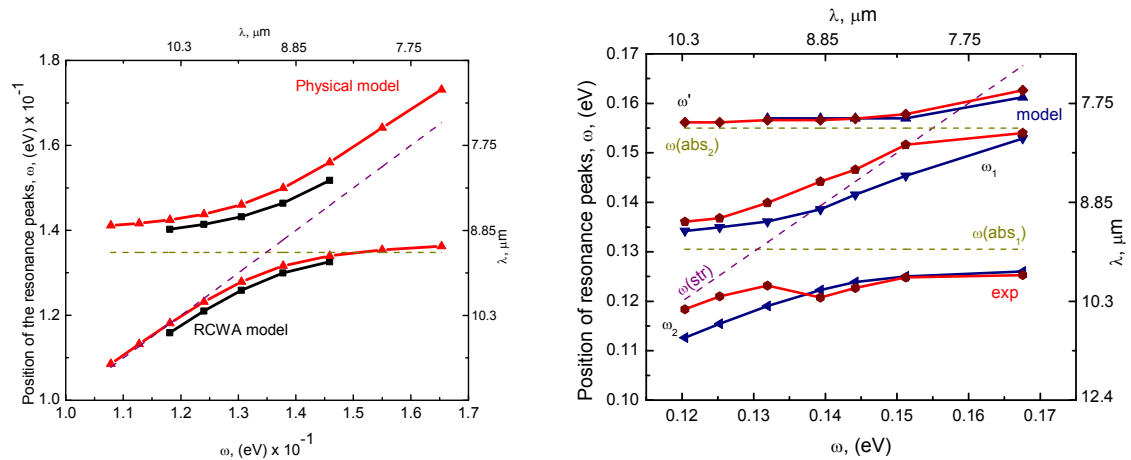 λ, μm
10.3 8.85 7.75
1.8
1.6
1.4
1.2
1.0
Position of the resonance peaks, ω, (eV) x 10⁻¹
Physical model
RCWA model
7.75
8.85
10.3
λ, μm
1.0 1.1 1.2 1.3 1.4 1.5 1.6 1.7
ω, (eV) x 10⁻¹
λ, μm
10.3 8.85 7.75
0.17
0.16
0.15
0.14
0.13
0.12
0.11
0.10
Position of resonance peaks, ω, (eV)
ω'
model
ω(abs₂)
ω₁
ω(abs₁)
ω(str)
exp
ω₂
7.75
8.85
10.3
12.4
λ, μm
0.12 0.13 0.14 0.15 0.16 0.17
ω, (eV)